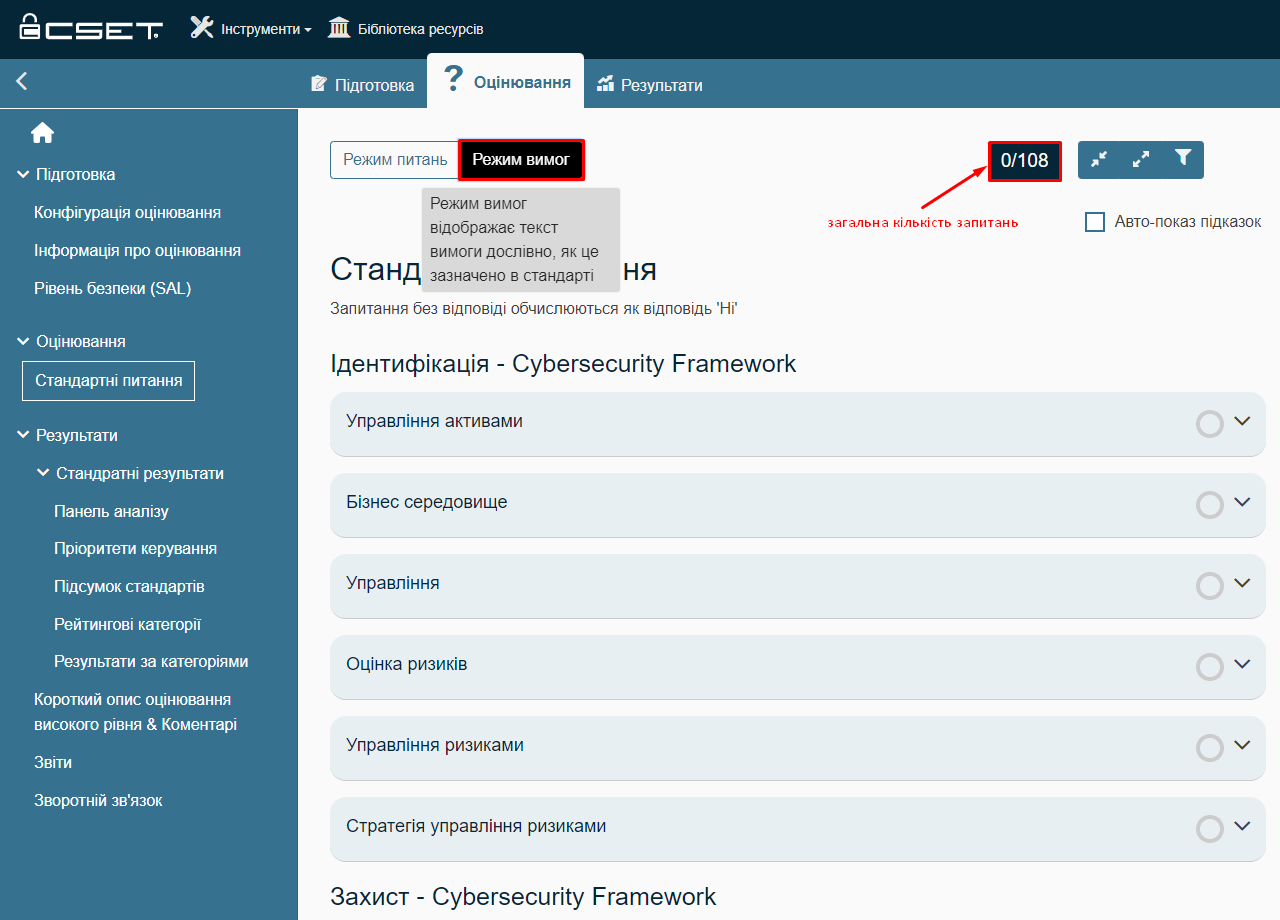 CSET
Інструменти
Бібліотека ресурсів
Підготовка
? Оцінювання
Результати
Підготовка
Конфігурація оцінювання
Інформація про оцінювання
Рівень безпеки (SAL)
Оцінювання
Стандартні питання
Результати
Стандратні результати
Панель аналізу
Пріоритети керування
Підсумок стандартів
Рейтингові категорії
Результати за категоріями
Короткий опис оцінювання
високого рівня & Коментарі
Звіти
Зворотній зв'язок
Режим питань
Режим вимог
0/108
Режим вимог
відображає текст
вимоги дослівно, як це
зазначено в стандарті
загальна кількість запитань
Авто-показ підказок
Запитання без відповіді обчислюються як відповідь 'Ні'
Ідентифікація - Cybersecurity Framework
Управління активами
Бізнес середовище
Управління
Оцінка ризиків
Управління ризиками
Стратегія управління ризиками
Захист - Cybersecurity Framework